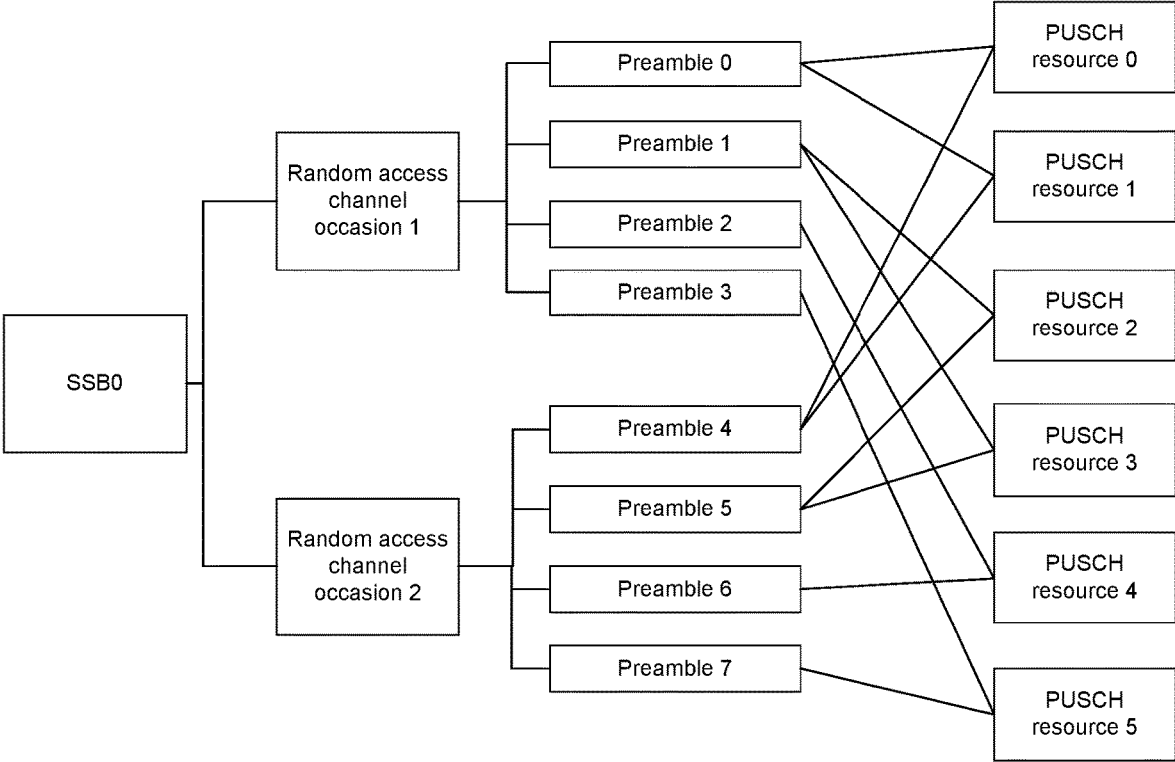 SSB0
Random access
channel
occasion 1
Random access
channel
occasion 2
Preamble 0
Preamble 1
Preamble 2
Preamble 3
Preamble 4
Preamble 5
Preamble 6
Preamble 7
PUSCH
resource 0
PUSCH
resource 1
PUSCH
resource 2
PUSCH
resource 3
PUSCH
resource 4
PUSCH
resource 5